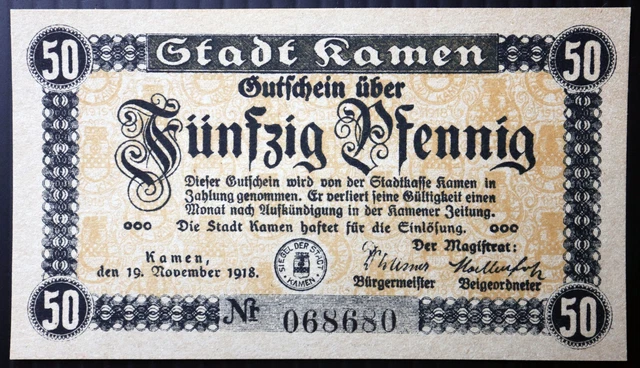 50 Stadt Kamen 50
Gutschein über
Fünfzig Pfennig
Dieser Gutschein wird von der Stadtkasse Kamen in
Zahlung genommen. Er verliert seine Gültigkeit einen
Monat nach Aufkündigung in der Kamener Zeitung.
Die Stadt Kamen haftet für die Einlösung.
Der Magistrat:
Kamen,
den 19. November 1918.
SIEGEL DER STADT KAMEN
Bürgermeister Beigeordneter
50 Nr 068680 50